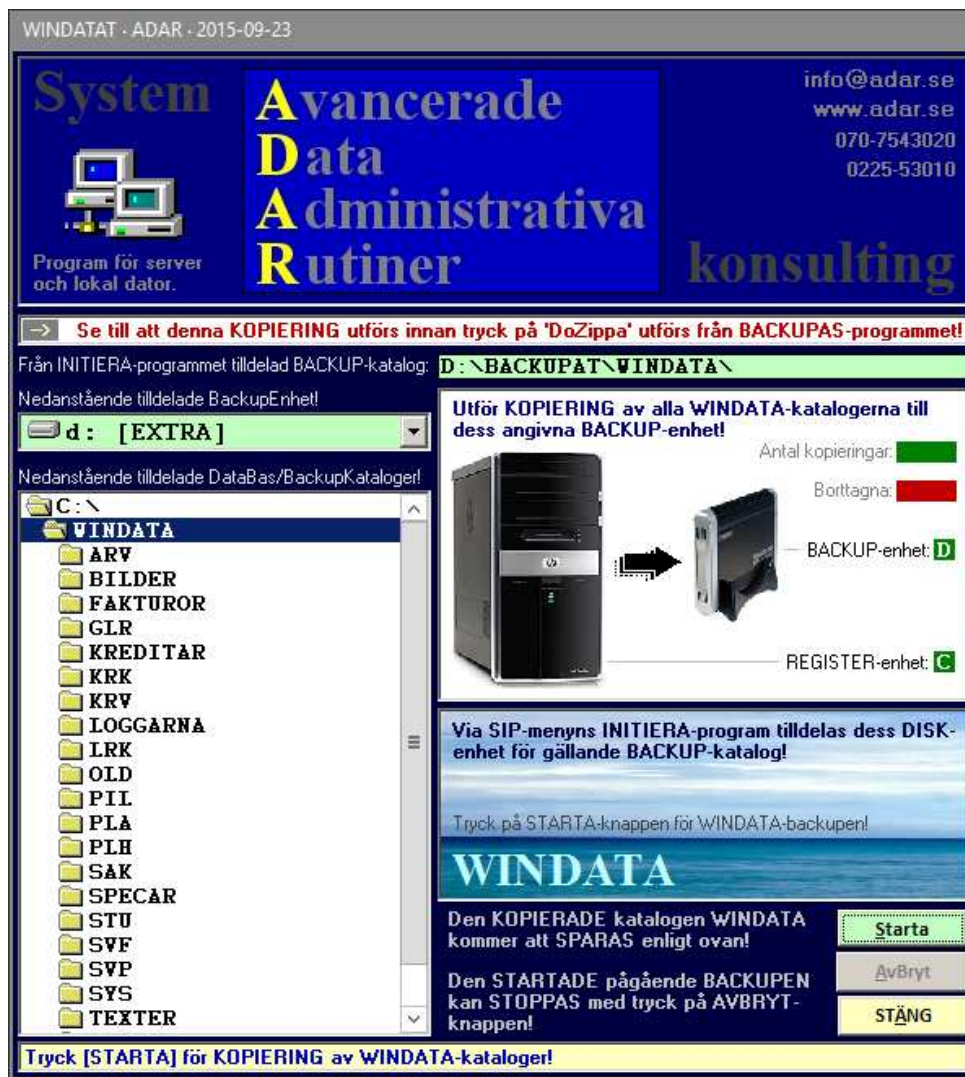 WINDATAT - ADAR - 2015-09-23
System
Avancerade
Data
Administrativa
Rutiner
info@adar.se
www.adar.se
070-7543020
0225-53010
Program för server
och lokal dator.
konsulting
--> Se till att denna KOPIERING utförs innan tryck på 'DoZippa' utförs från BACKUPAS-programmet!
Från INITIERA-programmet tilldelad BACKUP-katalog: D:\BACKUPAT\WINDATA\
Nedanstående tilldelade BackupEnhet!
d: [EXTRA]
Nedanstående tilldelade DataBas/BackupKataloger!
C:\
WINDATA
ARV
BILDER
FAKTUROR
GLR
KREDITAR
KRK
KRV
LOGGARNA
LRK
OLD
PIL
PLA
PLH
SAK
SPECAR
STU
SVF
SVP
SYS
TEXTER
Utför KOPIERING av alla WINDATA-katalogerna till
dess angivna BACKUP-enhet!
Antal kopieringar:
Borttagna:
BACKUP-enhet: D
hp
REGISTER-enhet: C
Via SIP-menyns INITIERA-program tilldelas dess DISK-
enhet för gällande BACKUP-katalog!
Tryck på STARTA-knappen för WINDATA-backupen!
WINDATA
Den KOPIERADE katalogen WINDATA
kommer att SPARAS enligt ovan!
Den STARTADE pågående BACKUPEN
kan STOPPAS med tryck på AVBRYT-
knappen!
Starta
AvBryt
STÄNG
Tryck [STARTA] för KOPIERING av WINDATA-kataloger!